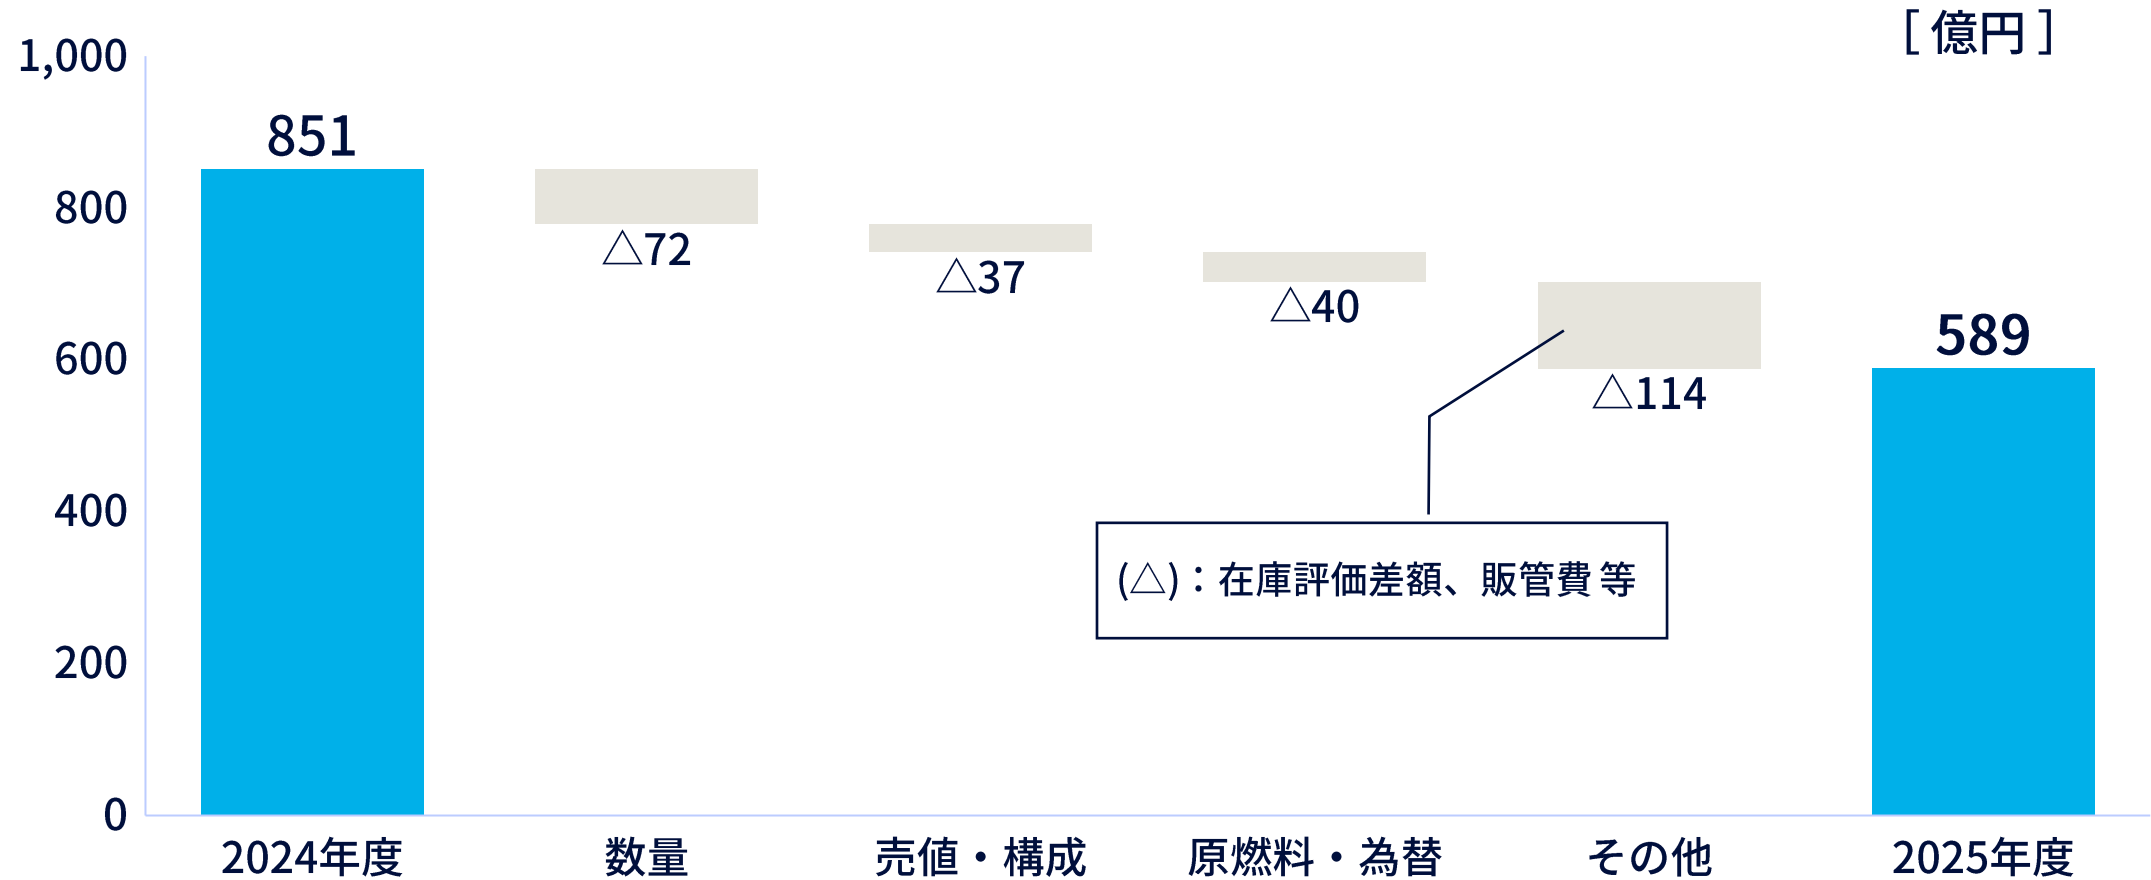 [ 億円 ]
1,000
800
600
400
200
0
851
△72
△37
△40
△114
589
(△)：在庫評価差額、販管費 等
2024年度
数量
売値・構成
原燃料・為替
その他
2025年度